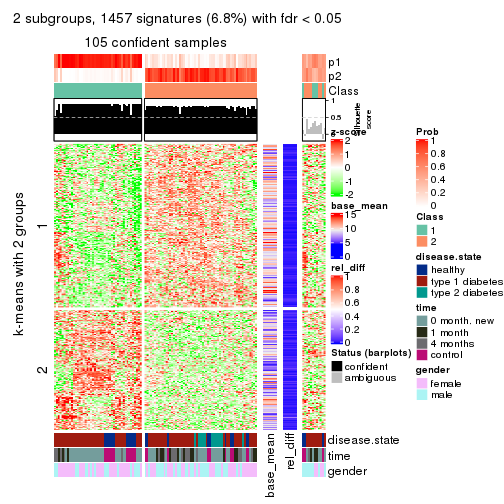 2 subgroups, 1457 signatures (6.8%) with fdr < 0.05
105 confident samples
p1
p2
Class
1
0.5
0
silhouette
score
k-means with 2 groups
1
2
z-score
2
1
0
-1
-2
base_mean
15
10
5
0
rel_diff
1
0.8
0.6
0.4
0.2
0
Status (barplots)
confident
ambiguous
Prob
1
0.8
0.6
0.4
0.2
0
Class
1
2
disease.state
healthy
type 1 diabetes
type 2 diabetes
time
0 month. new
1 month
4 months
control
gender
female
male
disease.state
time
gender
base_mean
rel_diff